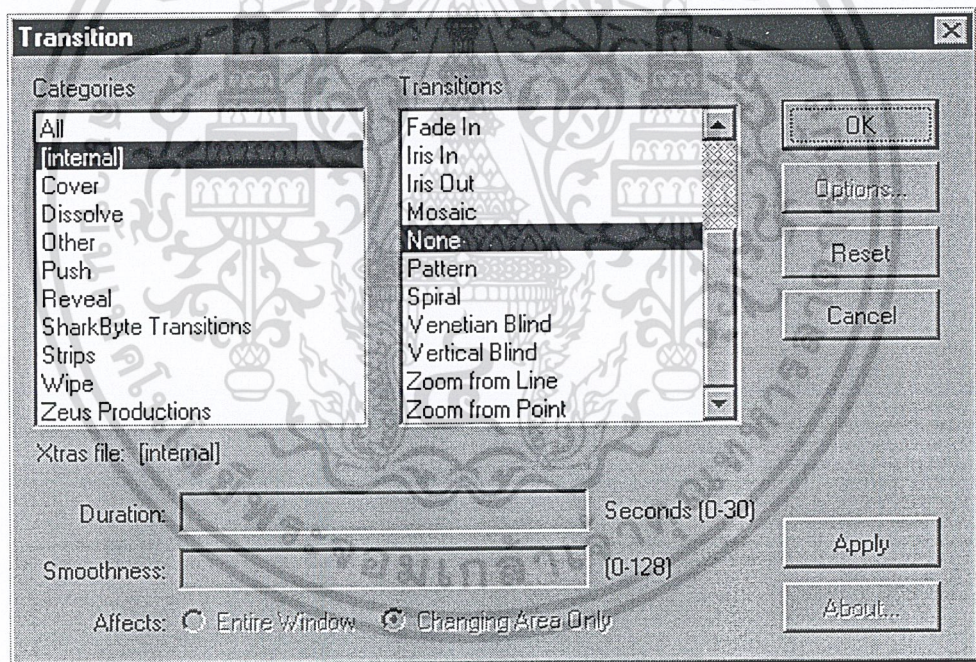 Transition
Categories
All
[internal]
Cover
Dissolve
Other
Push
Reveal
SharkByte Transitions
Strips
Wipe
Zeus Productions
Transitions
Fade In
Iris In
Iris Out
Mosaic
None
Pattern
Spiral
Venetian Blind
Vertical Blind
Zoom from Line
Zoom from Point
OK
Options...
Reset
Cancel
Xtras file: [internal]
Duration:
Seconds (0-30)
Smoothness:
(0-128)
Affects:
Entire Window
Changing Area Only
Apply
About...